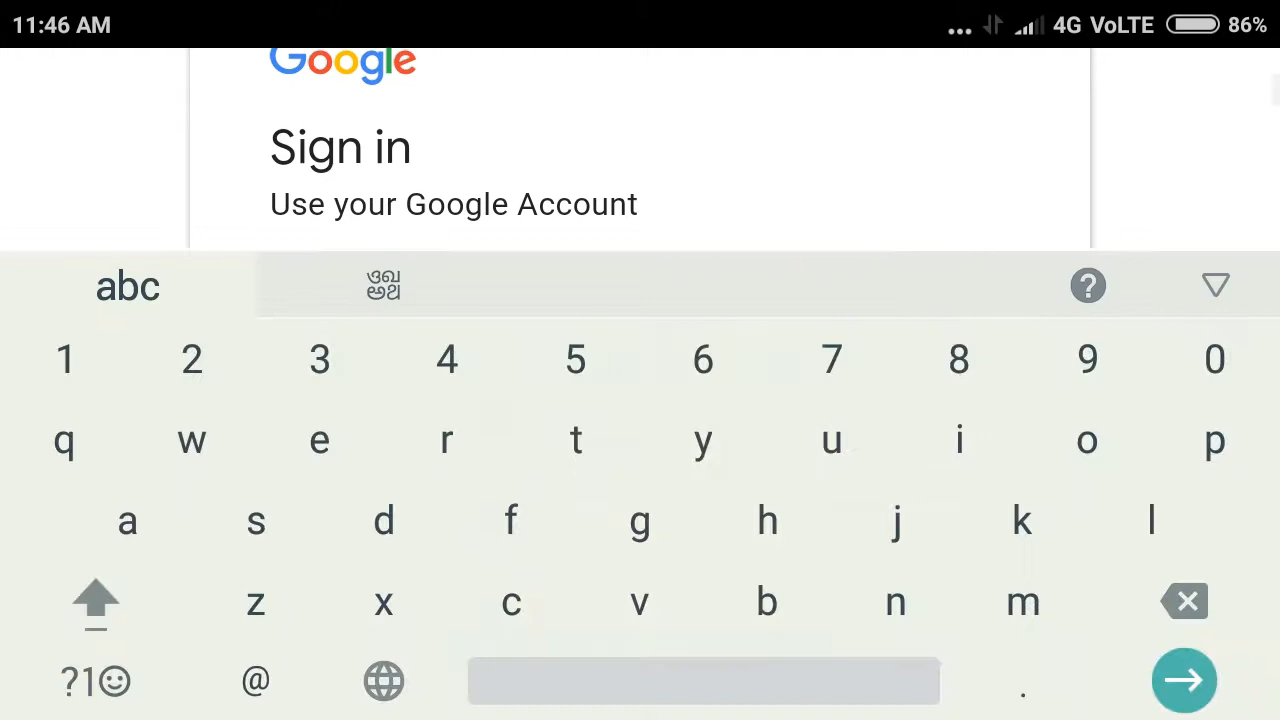 11:46 AM ... 4G VoLTE 86%
Google
Sign in
Use your Google Account
abc ஒखঅਬ ?
1 2 3 4 5 6 7 8 9 0
q w e r t y u i o p
a s d f g h j k l
z x c v b n m
?1☺ @ .